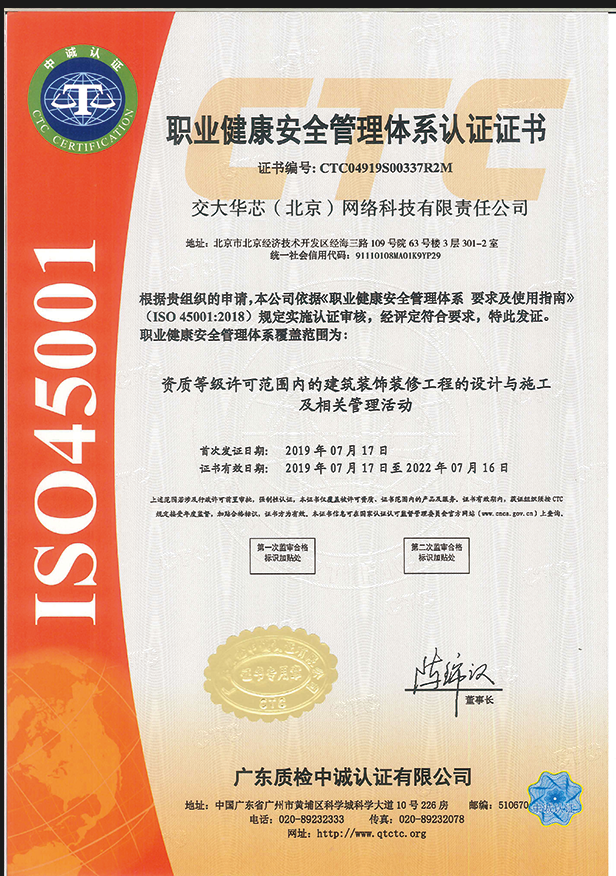 中诚认证
CTC CERTIFICATION
CTC
ISO45001
职业健康安全管理体系认证证书
证书编号: CTC04919S00337R2M
交大华芯（北京）网络科技有限责任公司
地址: 北京市北京经济技术开发区经海三路 109 号院 63 号楼 3 层 301-2 室
统一社会信用代码: 91110108MA01K9YP29
根据贵组织的申请, 本公司依据《职业健康安全管理体系 要求及使用指南》
（ISO 45001:2018）规定实施认证审核, 经评定符合要求, 特此发证。
职业健康安全管理体系覆盖范围为:
资质等级许可范围内的建筑装饰装修工程的设计与施工
及相关管理活动
首次发证日期: 2019 年 07 月 17 日
证书有效日期: 2019 年 07 月 17 日至 2022 年 07 月 16 日
上述范围若涉及行政许可前置审批, 强制性认证, 本证书仅覆盖被许可资质, 证书范围内的产品及服务。证书有效期内, 获证组织须按 CTC
规定接受年度监督, 加贴合格标识, 证书方为有效。本证书信息可在国家认证认可监督管理委员会官方网站 (www.cnca.gov.cn) 上查询。
第一次监审合格
标识加贴处
第二次监审合格
标识加贴处
证书专用章
CTC
董事长
广东质检中诚认证有限公司
地址: 中国广东省广州市黄埔区科学城科学大道 10 号 226 房 邮编: 510670
电话: 020-89232333 传真: 020-89232078
网址: http://www.qtctc.org
中诚认证